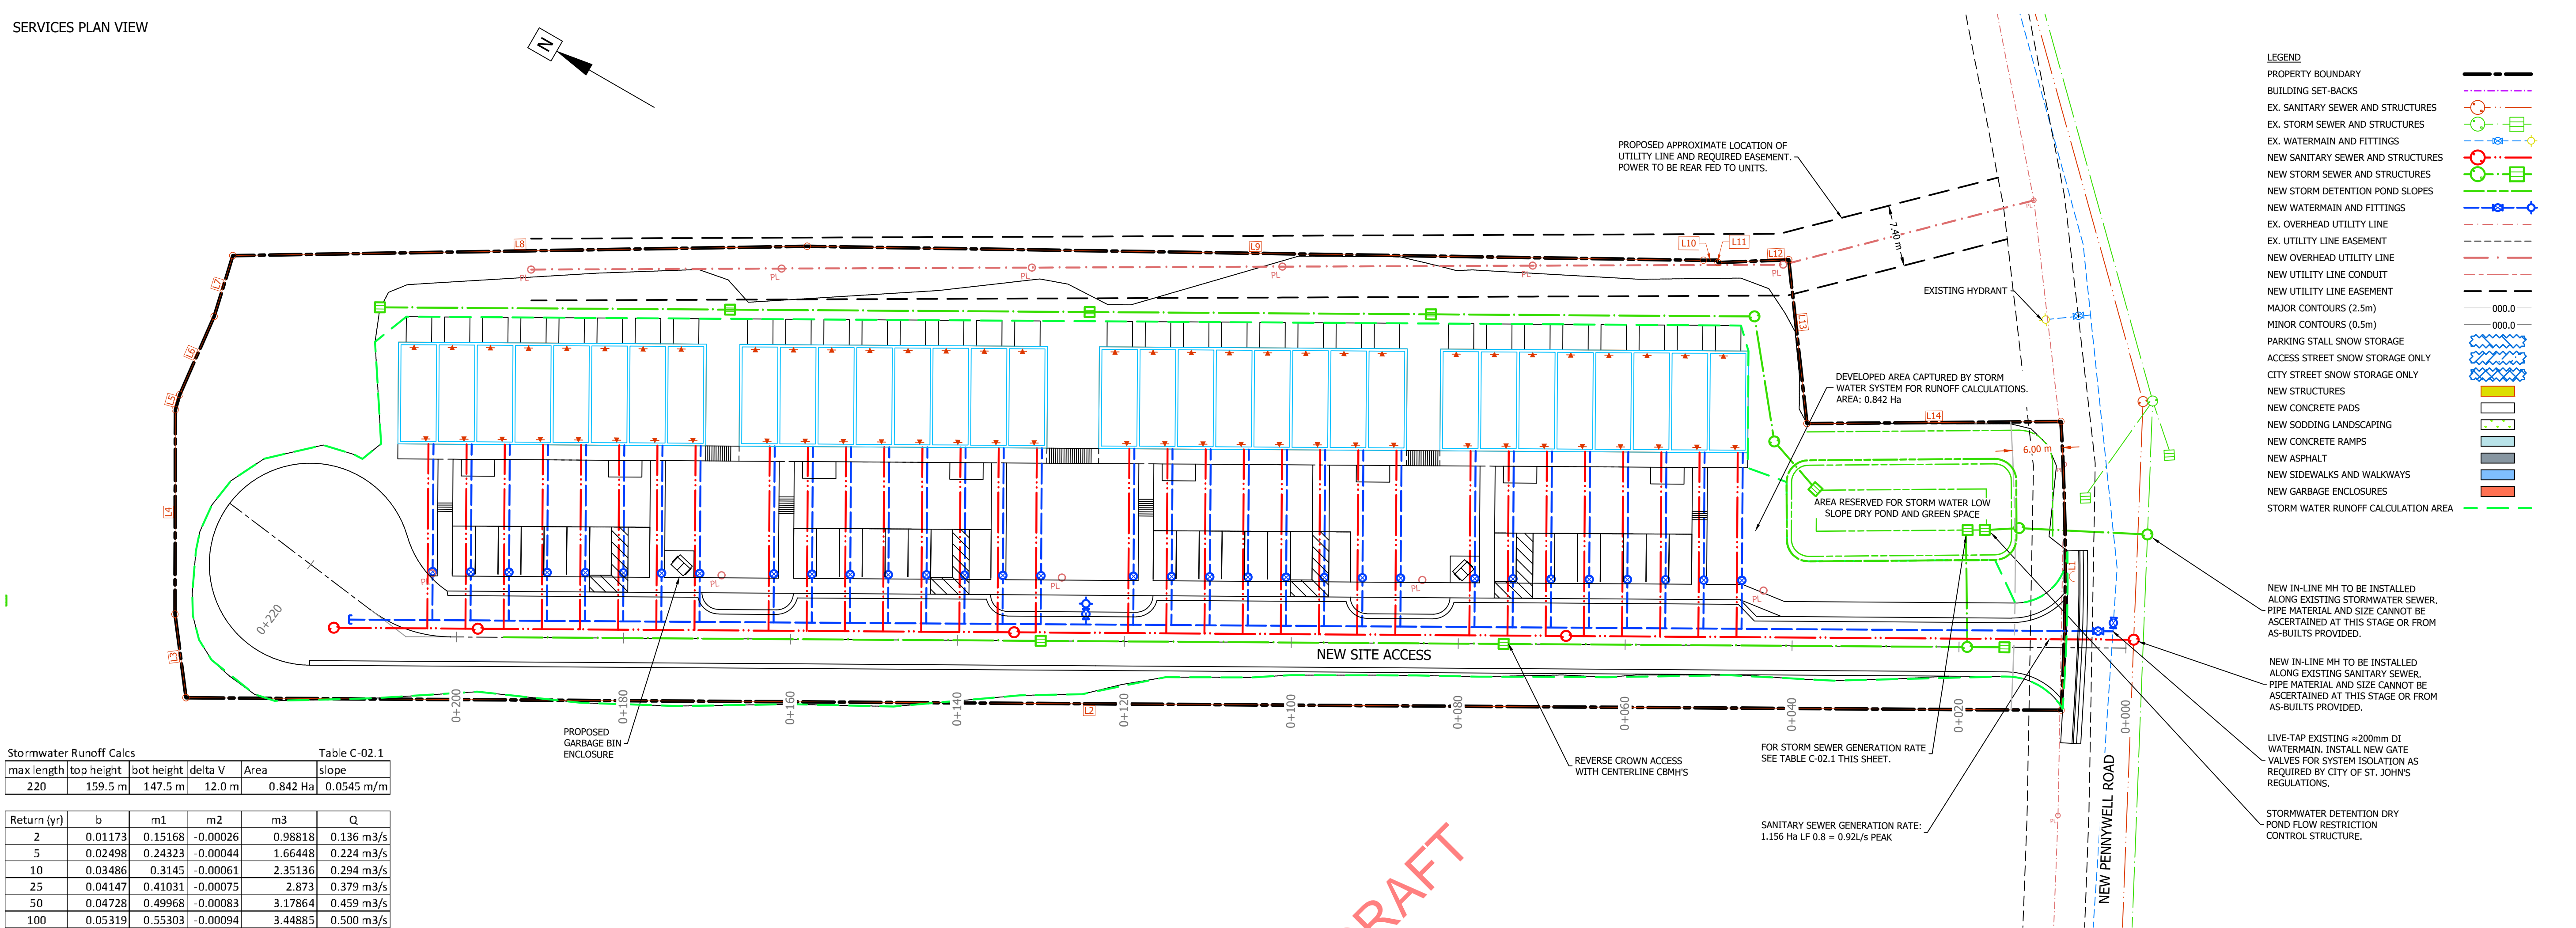 SERVICES PLAN VIEW
N
LEGEND
PROPERTY BOUNDARY
BUILDING SET-BACKS
EX. SANITARY SEWER AND STRUCTURES
EX. STORM SEWER AND STRUCTURES
EX. WATERMAIN AND FITTINGS
NEW SANITARY SEWER AND STRUCTURES
NEW STORM SEWER AND STRUCTURES
NEW STORM DETENTION POND SLOPES
NEW WATERMAIN AND FITTINGS
EX. OVERHEAD UTILITY LINE
EX. UTILITY LINE EASEMENT
NEW OVERHEAD UTILITY LINE
NEW UTILITY LINE CONDUIT
NEW UTILITY LINE EASEMENT
MAJOR CONTOURS (2.5m) 000.0
MINOR CONTOURS (0.5m) 000.0
PARKING STALL SNOW STORAGE
ACCESS STREET SNOW STORAGE ONLY
CITY STREET SNOW STORAGE ONLY
NEW STRUCTURES
NEW CONCRETE PADS
NEW SODDING LANDSCAPING
NEW CONCRETE RAMPS
NEW ASPHALT
NEW SIDEWALKS AND WALKWAYS
NEW GARBAGE ENCLOSURES
STORM WATER RUNOFF CALCULATION AREA
PROPOSED APPROXIMATE LOCATION OF
UTILITY LINE AND REQUIRED EASEMENT.
POWER TO BE REAR FED TO UNITS.
7.40 m
PL
L8
L9
L10
L11
L12
L7
PL
PL
PL
PL
PL
PL
EXISTING HYDRANT
L13
L6
DEVELOPED AREA CAPTURED BY STORM
WATER SYSTEM FOR RUNOFF CALCULATIONS.
AREA: 0.842 Ha
L5
L14
6.00 m
AREA RESERVED FOR STORM WATER LOW
SLOPE DRY POND AND GREEN SPACE
L4
L1
PL
PL
PL
PL
PL
0+220
L3
NEW SITE ACCESS
L2
0+200
0+180
0+160
0+140
0+120
0+100
0+080
0+060
0+040
0+020
0+000
NEW IN-LINE MH TO BE INSTALLED
ALONG EXISTING STORMWATER SEWER.
PIPE MATERIAL AND SIZE CANNOT BE
ASCERTAINED AT THIS STAGE OR FROM
AS-BUILTS PROVIDED.
NEW IN-LINE MH TO BE INSTALLED
ALONG EXISTING SANITARY SEWER.
PIPE MATERIAL AND SIZE CANNOT BE
ASCERTAINED AT THIS STAGE OR FROM
AS-BUILTS PROVIDED.
LIVE-TAP EXISTING ≈200mm DI
WATERMAIN. INSTALL NEW GATE
VALVES FOR SYSTEM ISOLATION AS
REQUIRED BY CITY OF ST. JOHN'S
REGULATIONS.
STORMWATER DETENTION DRY
POND FLOW RESTRICTION
CONTROL STRUCTURE.
PROPOSED
GARBAGE BIN
ENCLOSURE
REVERSE CROWN ACCESS
WITH CENTERLINE CBMH'S
FOR STORM SEWER GENERATION RATE
SEE TABLE C-02.1 THIS SHEET.
SANITARY SEWER GENERATION RATE:
1.156 Ha LF 0.8 = 0.92L/s PEAK
NEW PENNYWELL ROAD
PL
Stormwater Runoff Calcs Table C-02.1
max length top height bot height delta V Area slope
220 159.5 m 147.5 m 12.0 m 0.842 Ha 0.0545 m/m
Return (yr) b m1 m2 m3 Q
2 0.01173 0.15168 -0.00026 0.98818 0.136 m3/s
5 0.02498 0.24323 -0.00044 1.66448 0.224 m3/s
10 0.03486 0.3145 -0.00061 2.35136 0.294 m3/s
25 0.04147 0.41031 -0.00075 2.873 0.379 m3/s
50 0.04728 0.49968 -0.00083 3.17864 0.459 m3/s
100 0.05319 0.55303 -0.00094 3.44885 0.500 m3/s
RAFT